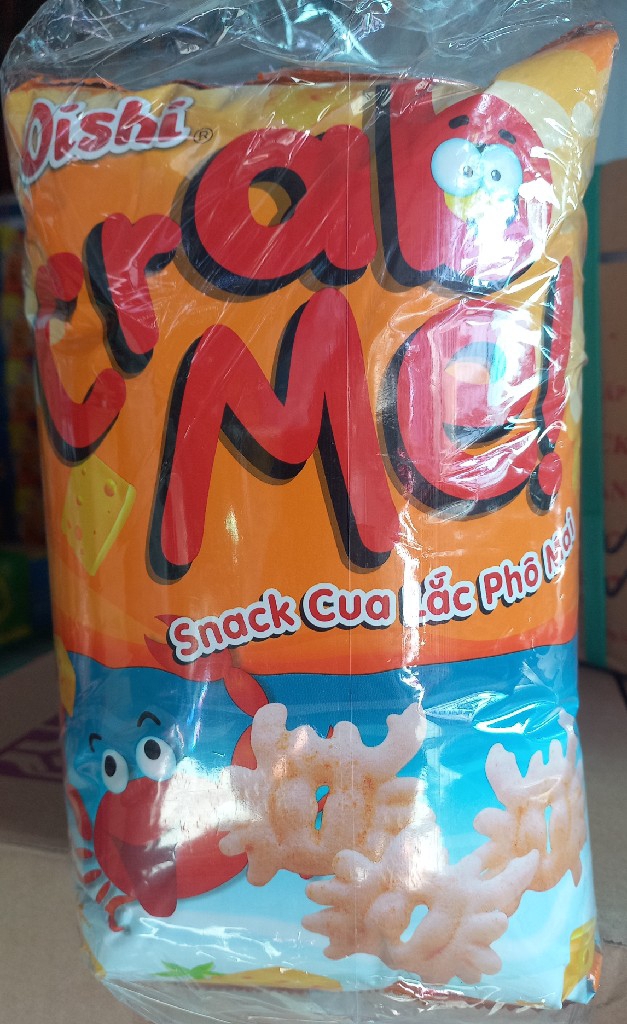 Oishi®
Crab
Me!
Snack Cua Lắc Phô Mai